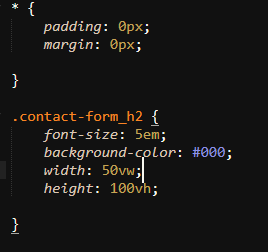 * {
padding: 0px;
margin: 0px;
}
.contact-form_h2 {
font-size: 5em;
background-color: #000;
width: 50vw;
height: 100vh;
}